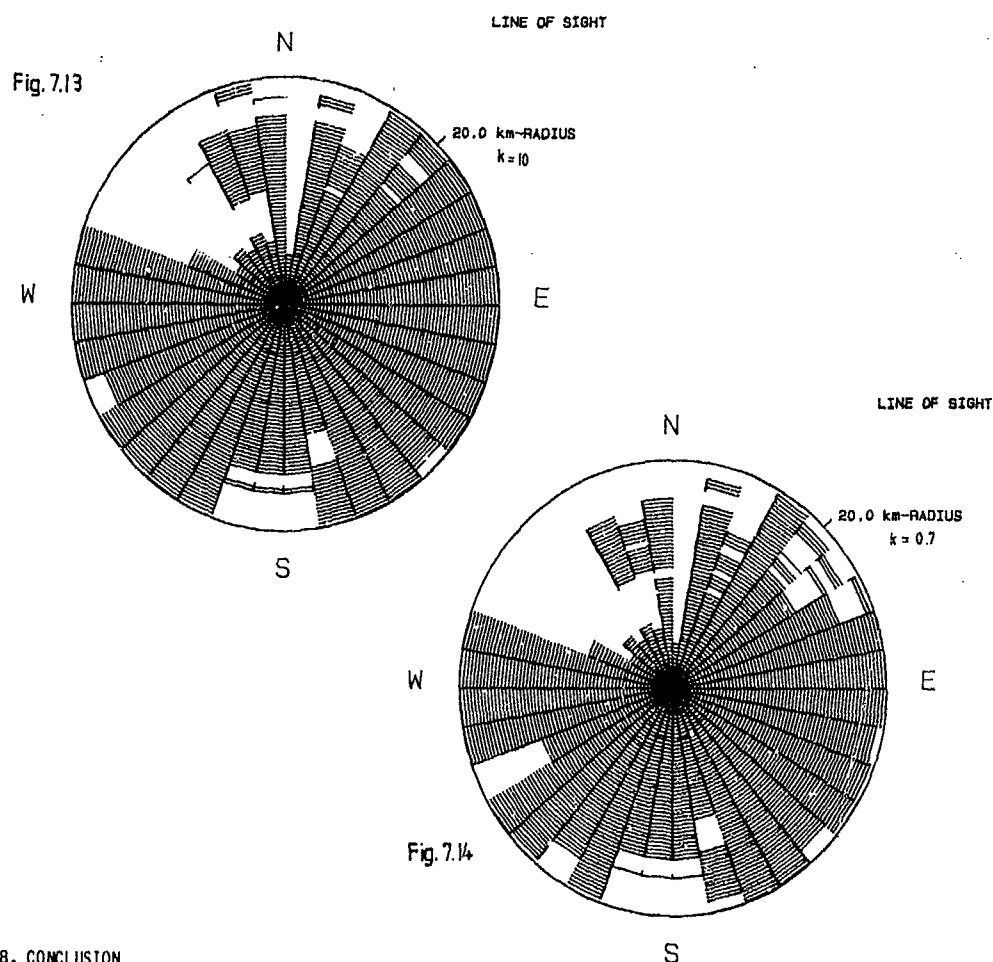 LINE OF SIGHT
N
Fig. 7.13
20.0 km-RADIUS
k = 10
W
E
S
LINE OF SIGHT
N
20.0 km-RADIUS
k = 0.7
W
E
Fig. 7.14
S
8. CONCLUSION